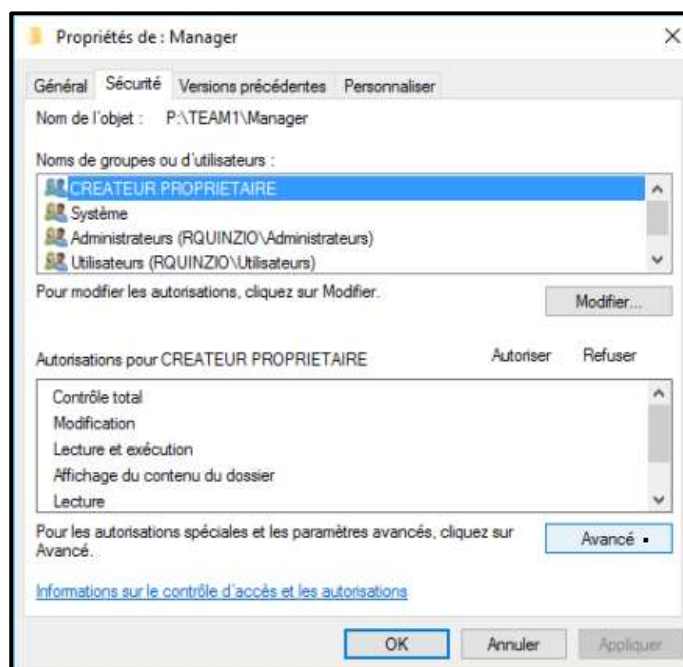 Propriétés de : Manager
Général Sécurité Versions précédentes Personnaliser
Nom de l'objet : P:\TEAM1\Manager
Noms de groupes ou d'utilisateurs :
CREATEUR PROPRIETAIRE
Système
Administrateurs (RQUINZIO\Administrateurs)
Utilisateurs (RQUINZIO\Utilisateurs)
Pour modifier les autorisations, cliquez sur Modifier.
Modifier...
Autorisations pour CREATEUR PROPRIETAIRE Autoriser Refuser
Contrôle total
Modification
Lecture et exécution
Affichage du contenu du dossier
Lecture
Pour les autorisations spéciales et les paramètres avancés, cliquez sur
Avancé.
Avancé
Informations sur le contrôle d'accès et les autorisations
OK Annuler Appliquer